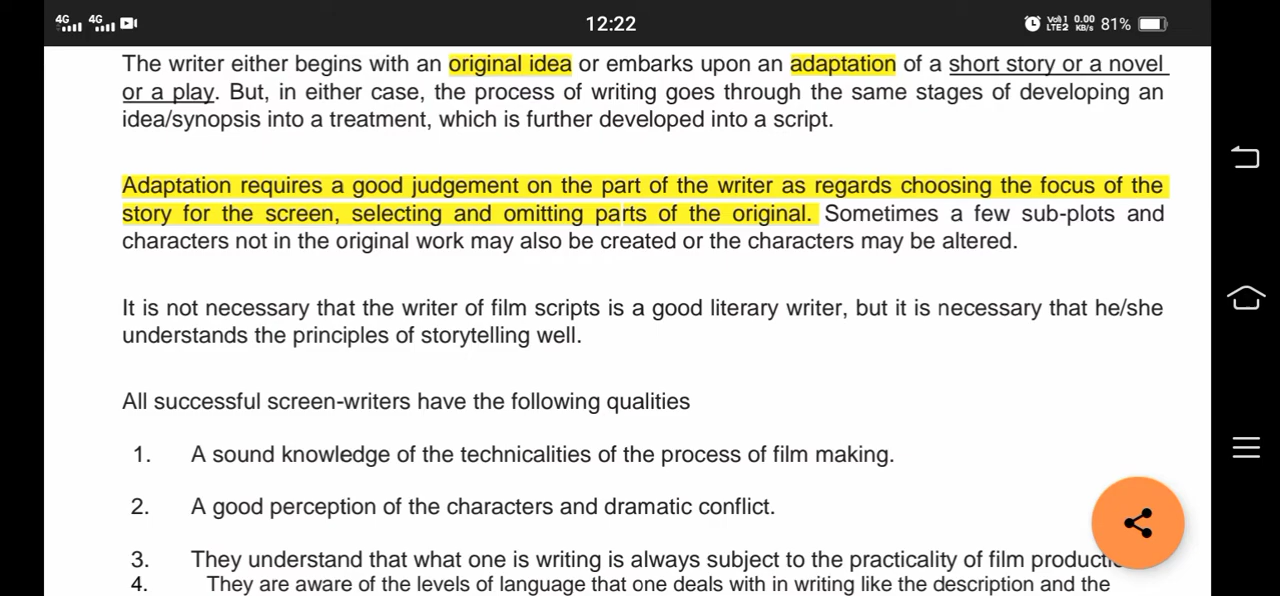 4G 4G 12:22 Vo)) 1 LTE2 0.00 KB/s 81%
The writer either begins with an original idea or embarks upon an adaptation of a short story or a novel
or a play. But, in either case, the process of writing goes through the same stages of developing an
idea/synopsis into a treatment, which is further developed into a script.
Adaptation requires a good judgement on the part of the writer as regards choosing the focus of the
story for the screen, selecting and omitting parts of the original. Sometimes a few sub-plots and
characters not in the original work may also be created or the characters may be altered.
It is not necessary that the writer of film scripts is a good literary writer, but it is necessary that he/she
understands the principles of storytelling well.
All successful screen-writers have the following qualities
1. A sound knowledge of the technicalities of the process of film making.
2. A good perception of the characters and dramatic conflict.
3. They understand that what one is writing is always subject to the practicality of film producti
4. They are aware of the levels of language that one deals with in writing like the description and the